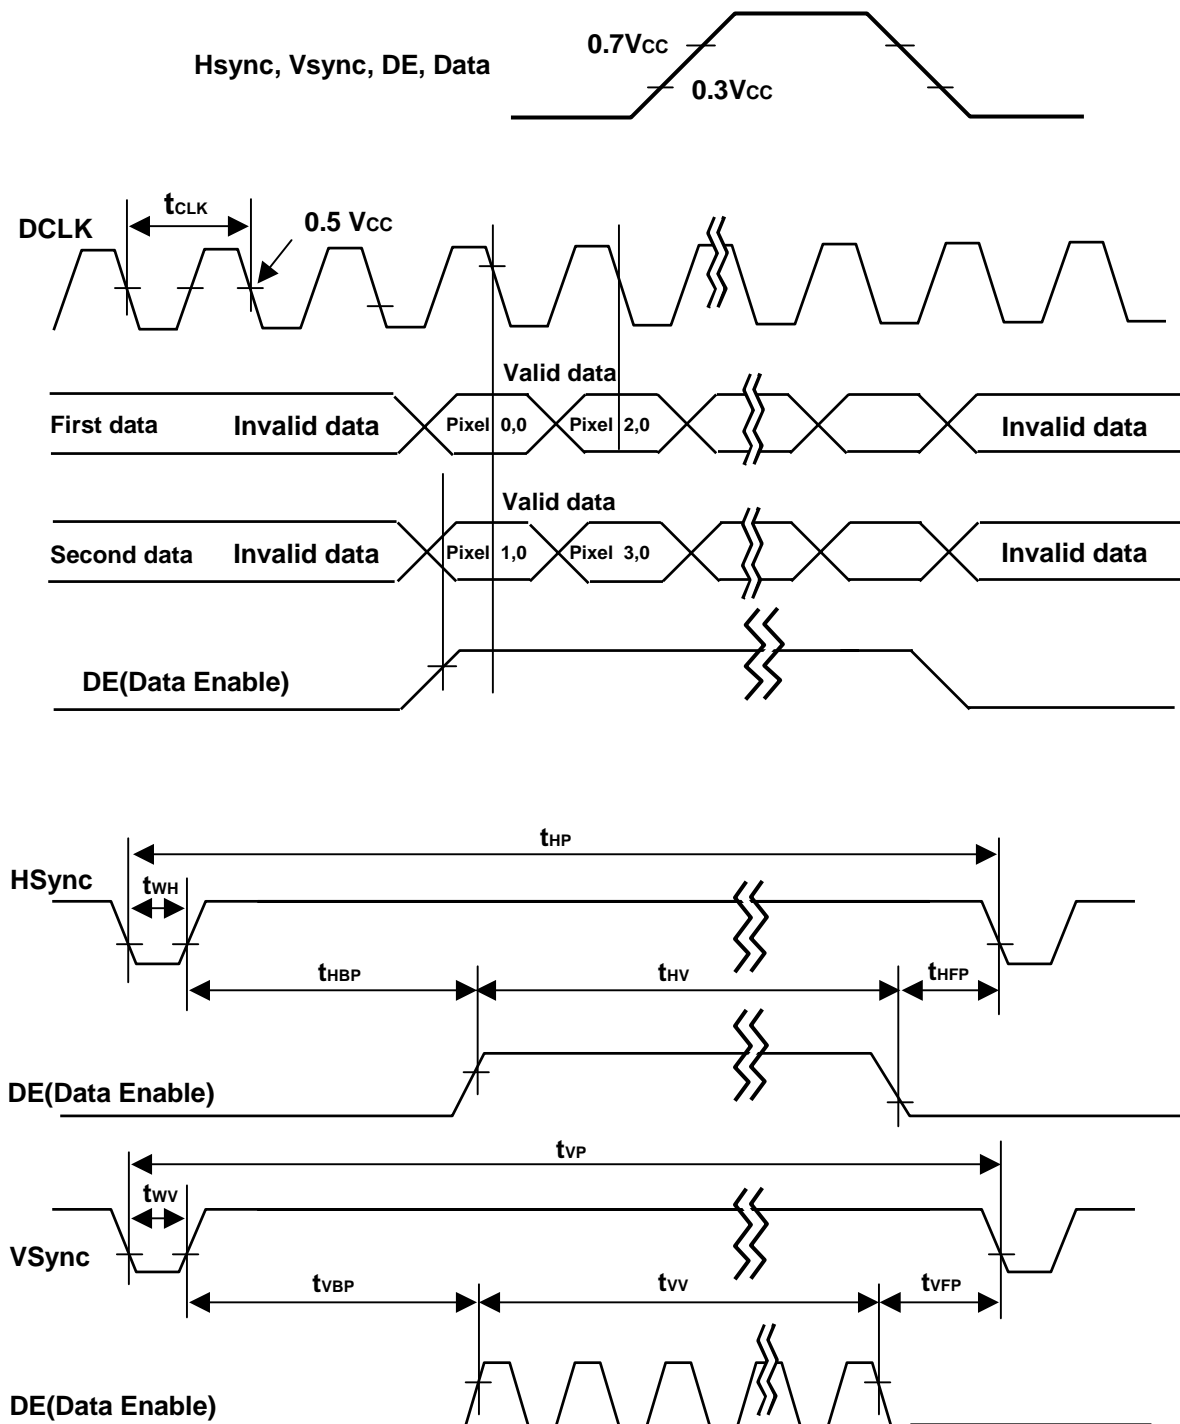 0.7VCC
Hsync, Vsync, DE, Data
0.3VCC
tCLK
DCLK
0.5 VCC
Valid data
First data Invalid data Pixel 0,0 Pixel 2,0 Invalid data
Valid data
Second data Invalid data Pixel 1,0 Pixel 3,0 Invalid data
DE(Data Enable)
tHP
HSync
tWH
tHBP tHV tHFP
DE(Data Enable)
tVP
tWV
VSync
tVBP tVV tVFP
DE(Data Enable)